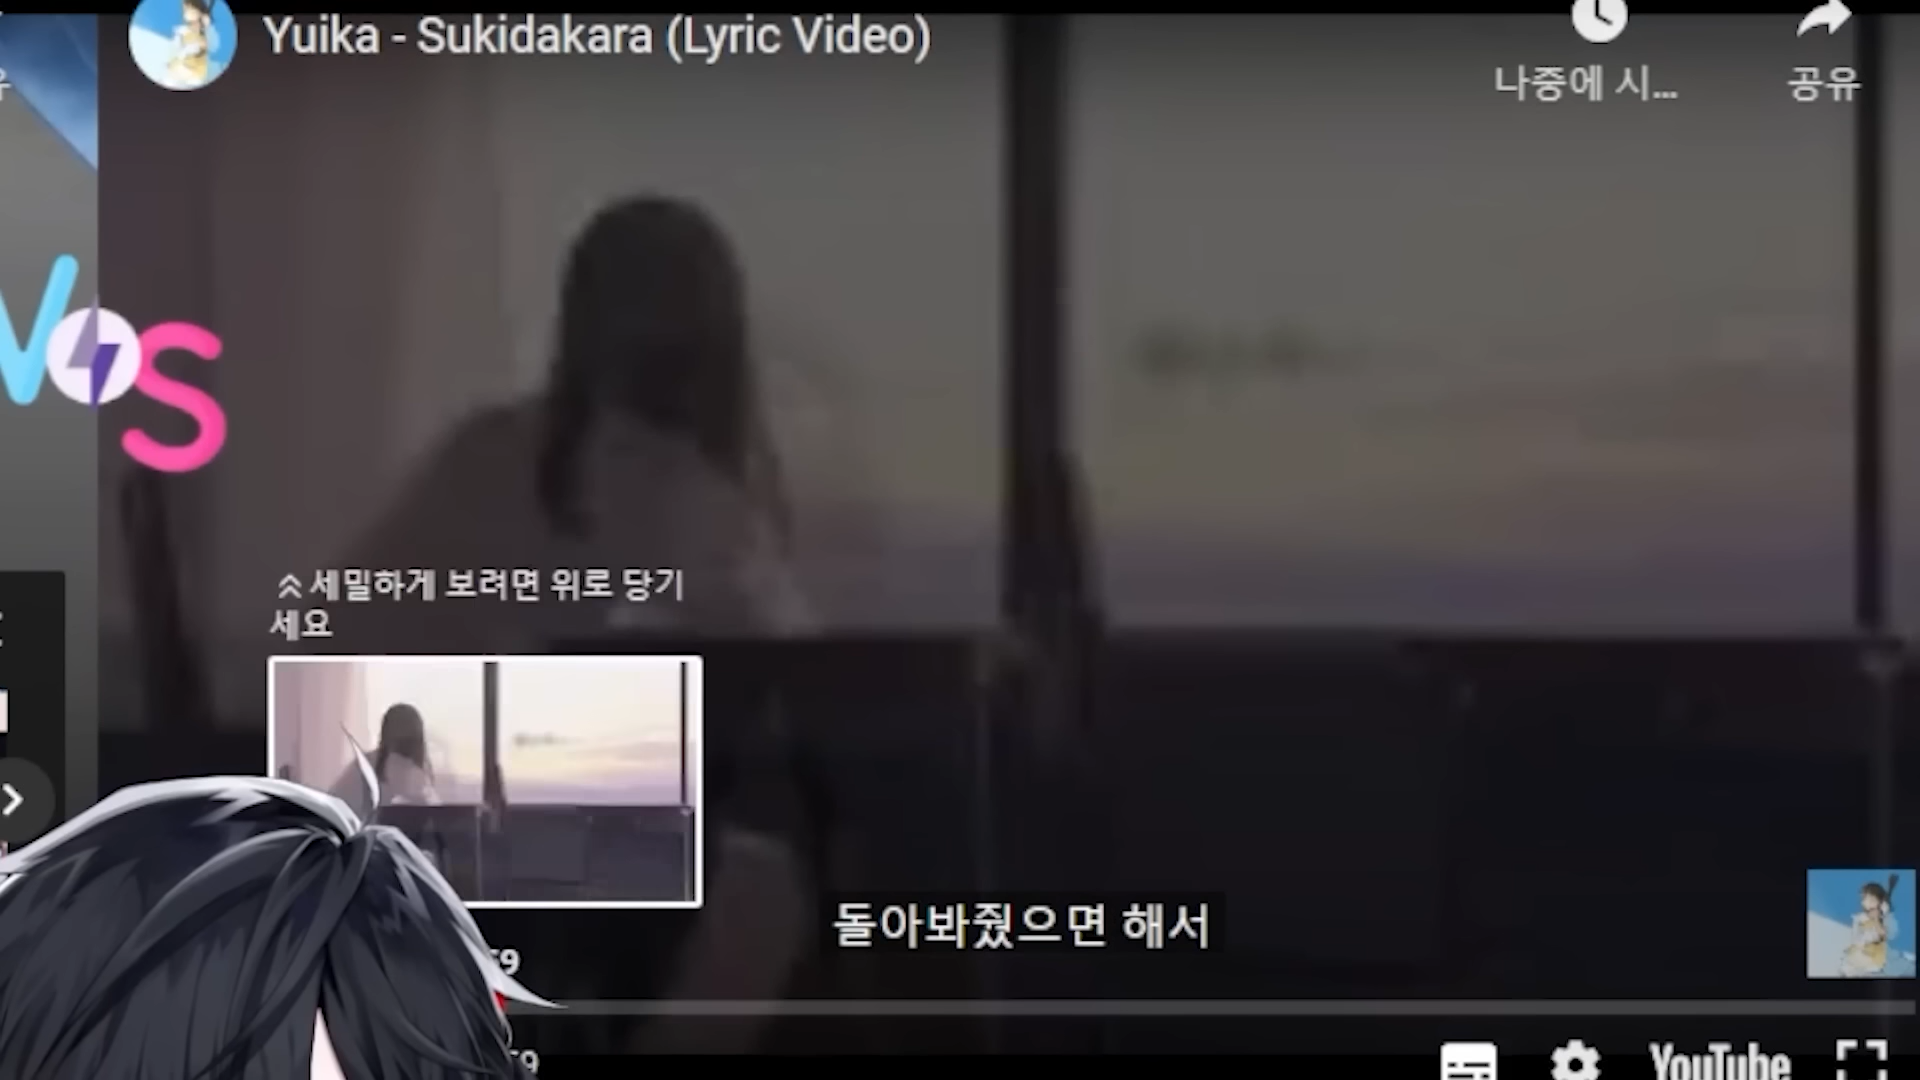 Yuika - Sukidakara (Lyric Video)
나중에 시...
공유
VS
세밀하게 보려면 위로 당기
세요
돌아봐줬으면 해서
YouTube